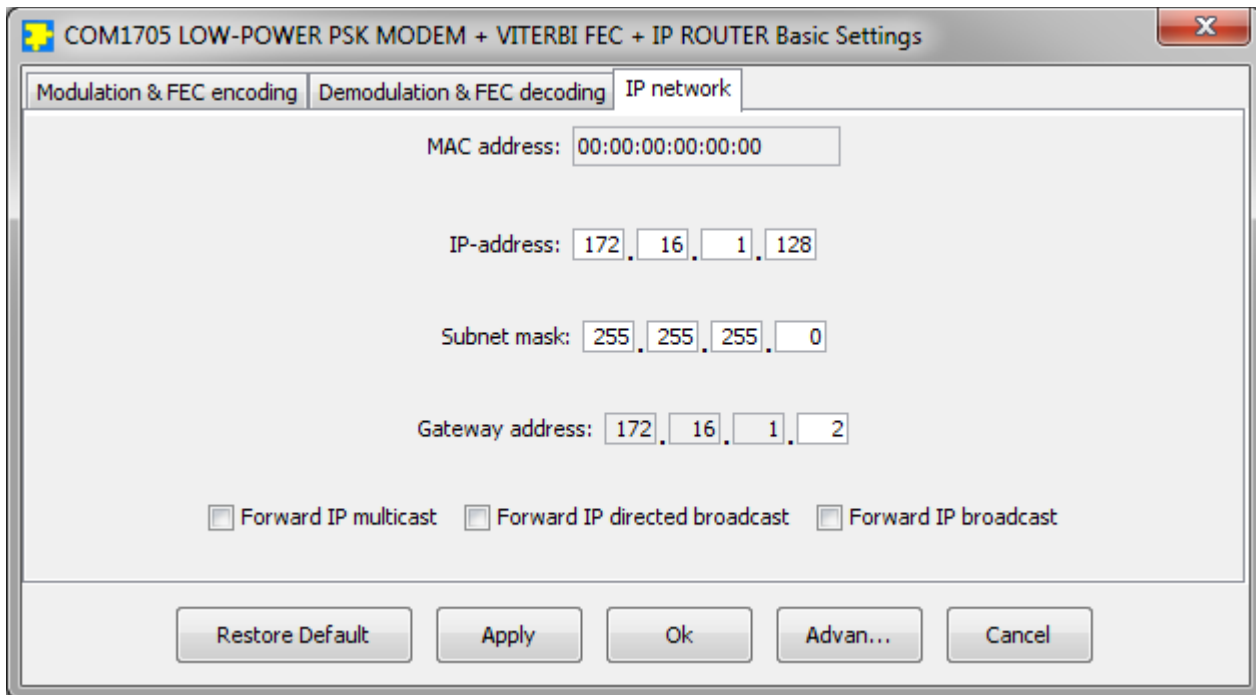 COM1705 LOW-POWER PSK MODEM + VITERBI FEC + IP ROUTER Basic Settings
Modulation & FEC encoding Demodulation & FEC decoding IP network
MAC address: 00:00:00:00:00:00
IP-address: 172. 16. 1. 128
Subnet mask: 255. 255. 255. 0
Gateway address: 172. 16. 1. 2
Forward IP multicast Forward IP directed broadcast Forward IP broadcast
Restore Default Apply Ok Advan... Cancel